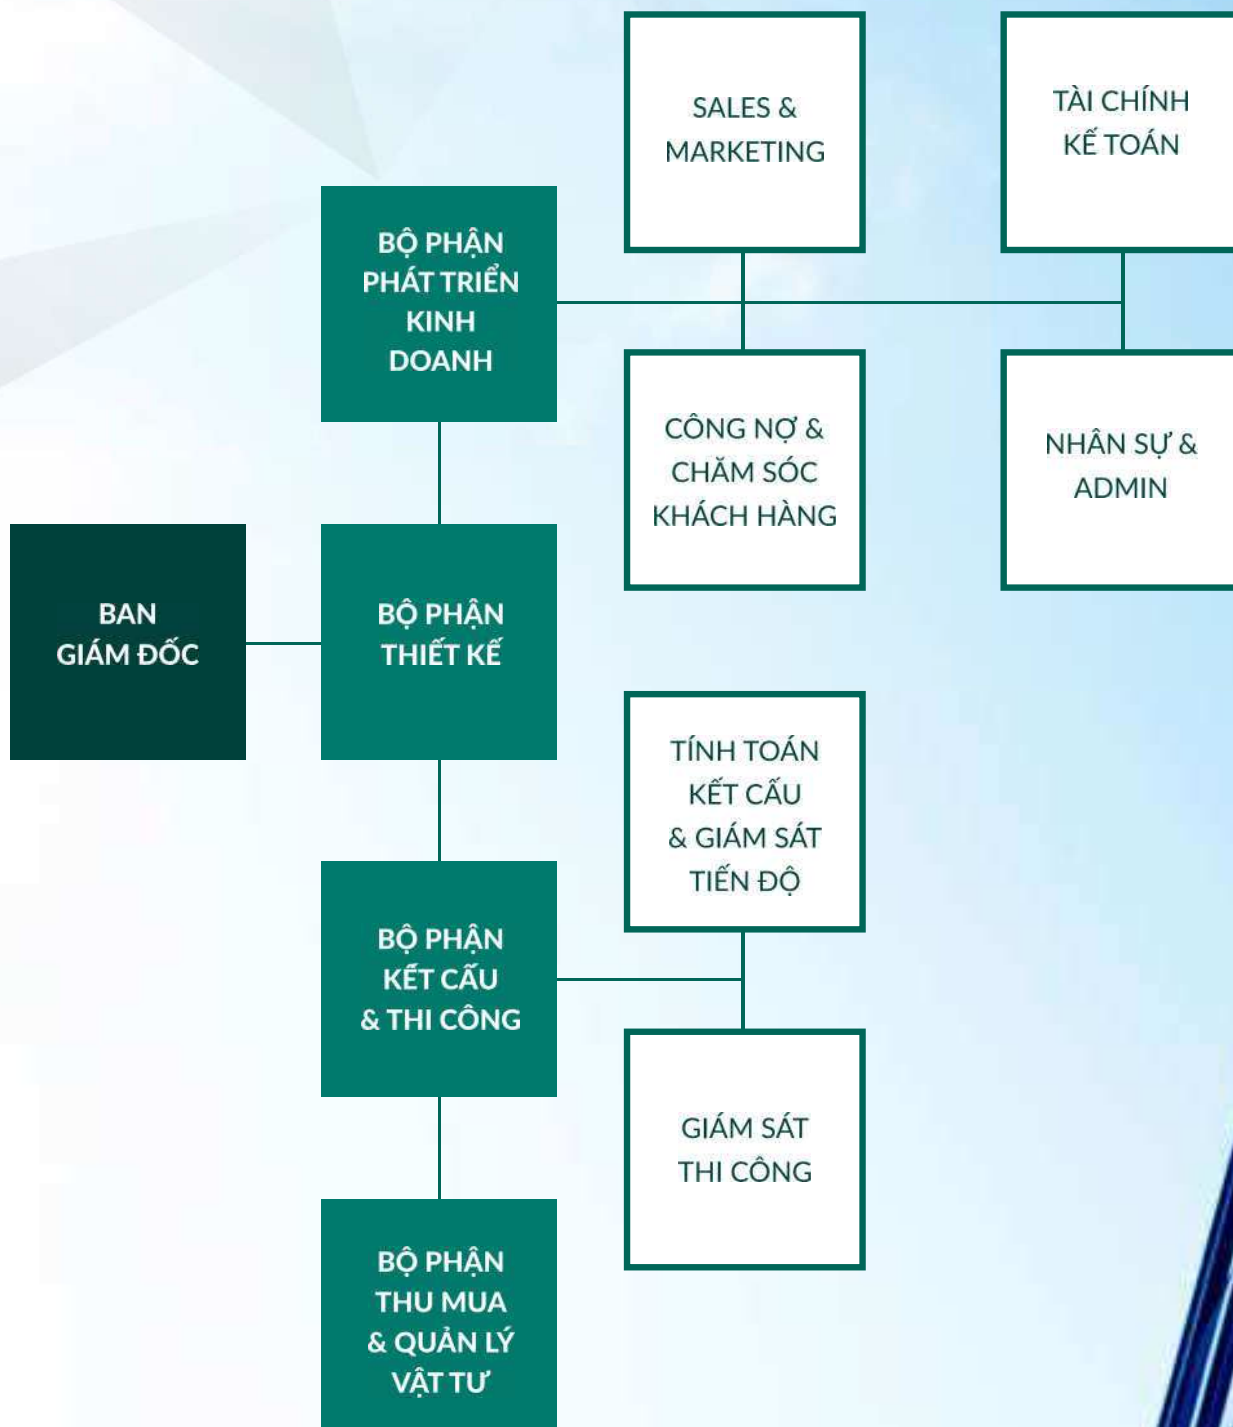 SALES &
MARKETING
TÀI CHÍNH
KẾ TOÁN
BỘ PHẬN
PHÁT TRIỂN
KINH
DOANH
CÔNG NỢ &
CHĂM SÓC
KHÁCH HÀNG
NHÂN SỰ &
ADMIN
BAN
GIÁM ĐỐC
BỘ PHẬN
THIẾT KẾ
TÍNH TOÁN
KẾT CẤU
& GIÁM SÁT
TIẾN ĐỘ
BỘ PHẬN
KẾT CẤU
& THI CÔNG
GIÁM SÁT
THI CÔNG
BỘ PHẬN
THU MUA
& QUẢN LÝ
VẬT TƯ